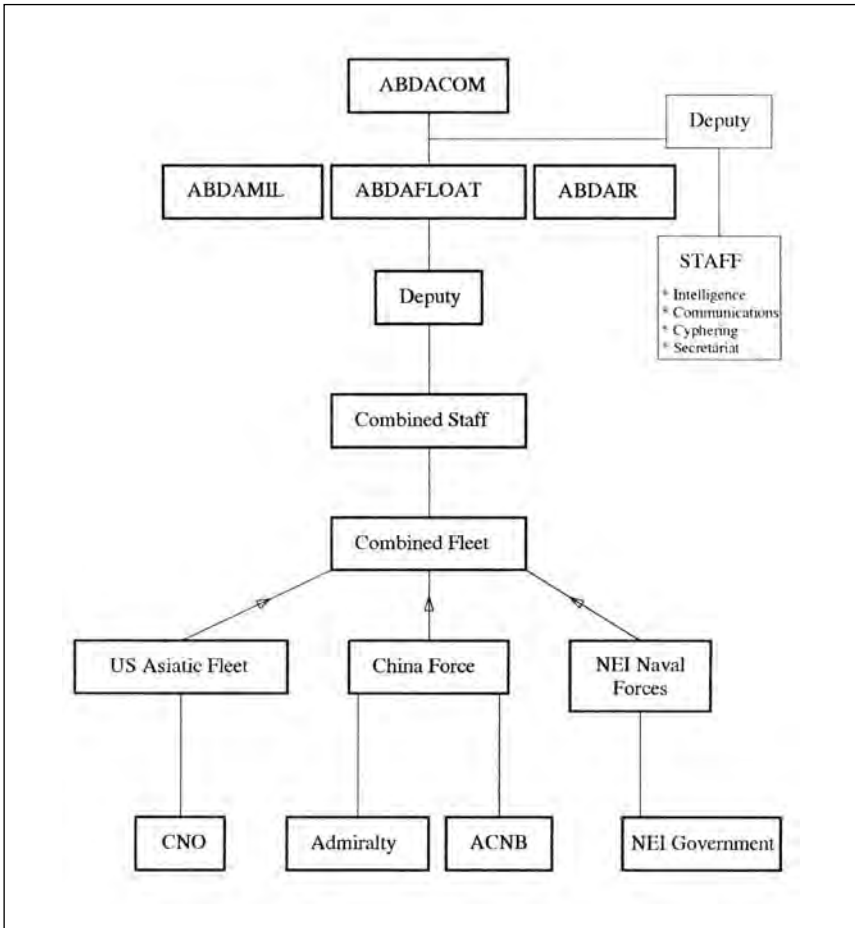 ABDACOM
Deputy
ABDAMIL
ABDAFLOAT
ABDAIR
STAFF
* Intelligence
* Communications
* Cyphering
* Secretariat
Deputy
Combined Staff
Combined Fleet
US Asiatic Fleet
China Force
NEI Naval
Forces
CNO
Admiralty
ACNB
NEI Government